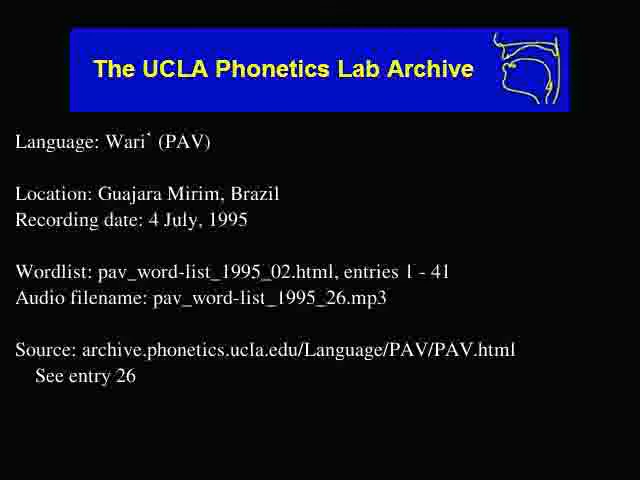 The UCLA Phonetics Lab Archive
Language: Wari` (PAV)
Location: Guajara Mirim, Brazil
Recording date: 4 July, 1995
Wordlist: pav_word-list_1995_02.html, entries 1 - 41
Audio filename: pav_word-list_1995_26.mp3
Source: archive.phonetics.ucla.edu/Language/PAV/PAV.html
See entry 26